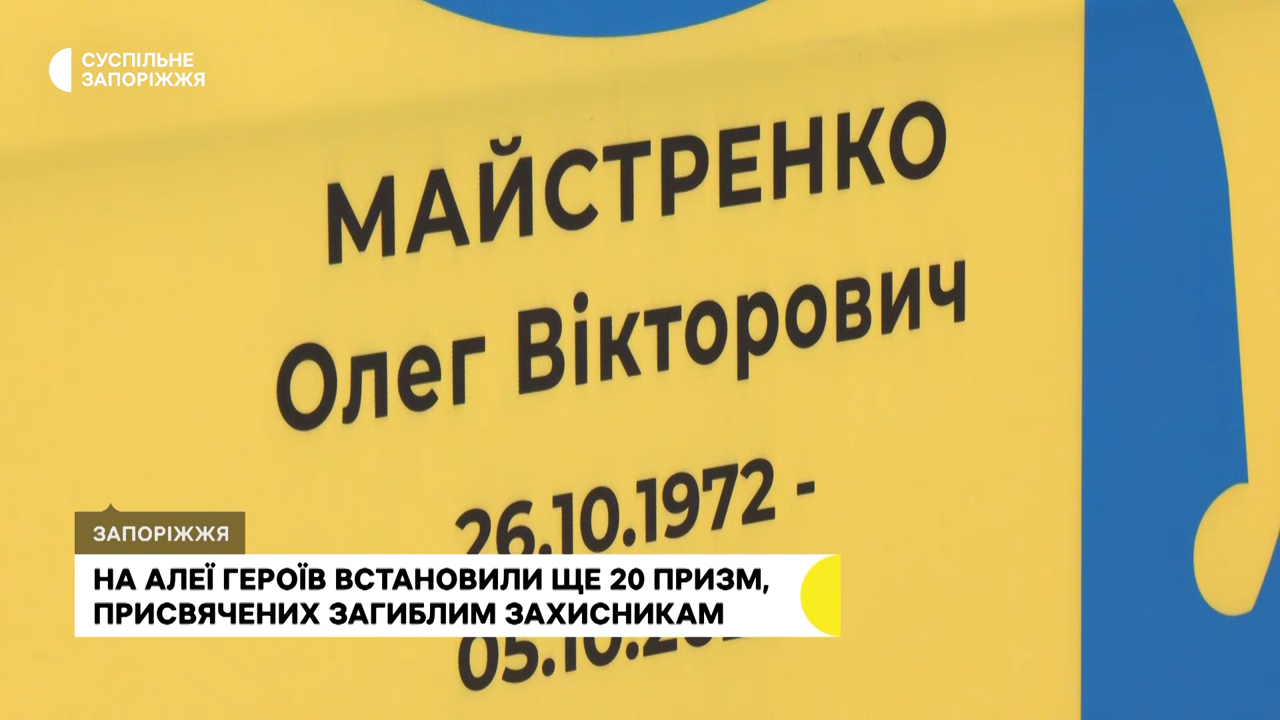 СУСПІЛЬНЕ
ЗАПОРІЖЖЯ
МАЙСТРЕНКО
Олег Вікторович
26.10.1972 -
ЗАПОРІЖЖЯ
НА АЛЕЇ ГЕРОЇВ ВСТАНОВИЛИ ЩЕ 20 ПРИЗМ,
ПРИСВЯЧЕНИХ ЗАГИБЛИМ ЗАХИСНИКАМ